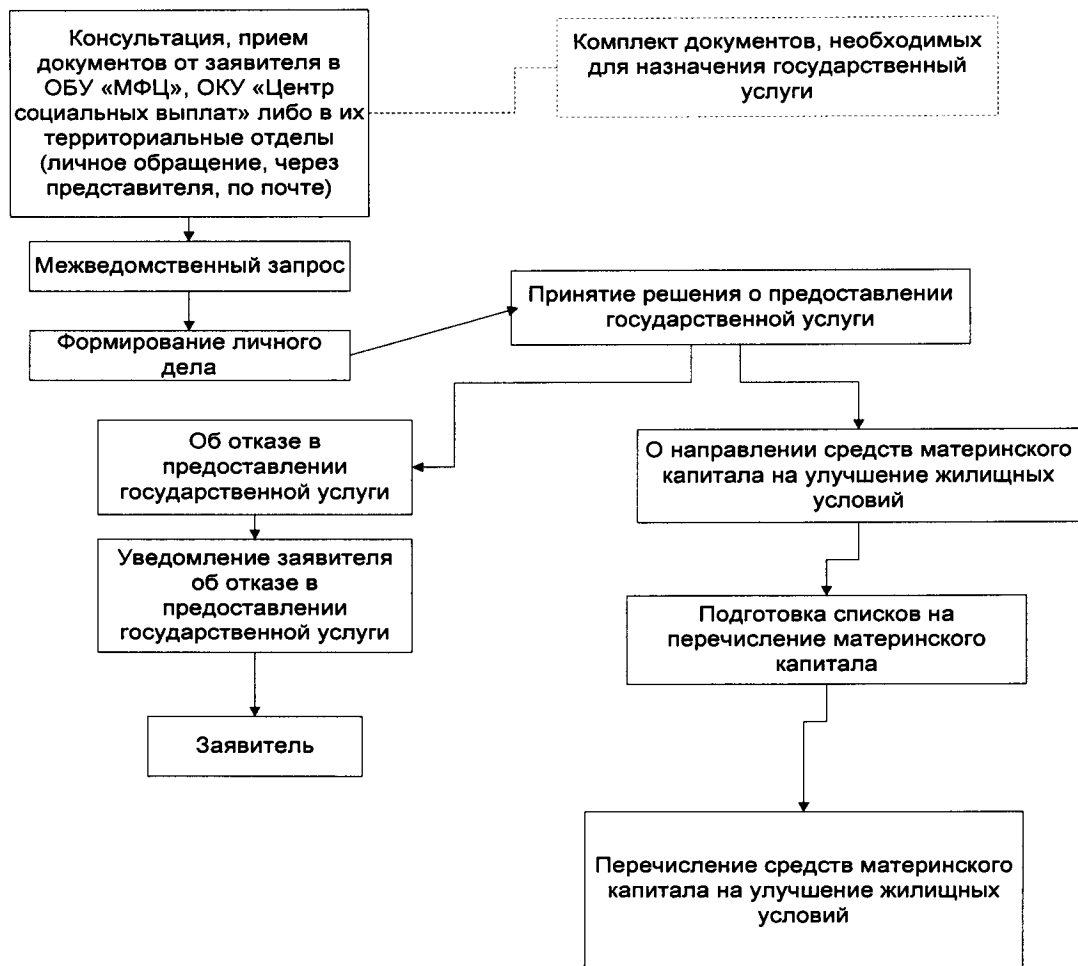 Консультация, прием
документов от заявителя в
ОБУ «МФЦ», ОКУ «Центр
социальных выплат» либо в их
территориальные отделы
(личное обращение, через
представителя, по почте)
Комплект документов, необходимых
для назначения государственный
услуги
Межведомственный запрос
Формирование личного
дела
Принятие решения о предоставлении
государственной услуги
Об отказе в
предоставлении
государственной услуги
Уведомление заявителя
об отказе в
предоставлении
государственной услуги
Заявитель
О направлении средств материнского
капитала на улучшение жилищных
условий
Подготовка списков на
перечисление материнского
капитала
Перечисление средств материнского
капитала на улучшение жилищных
условий